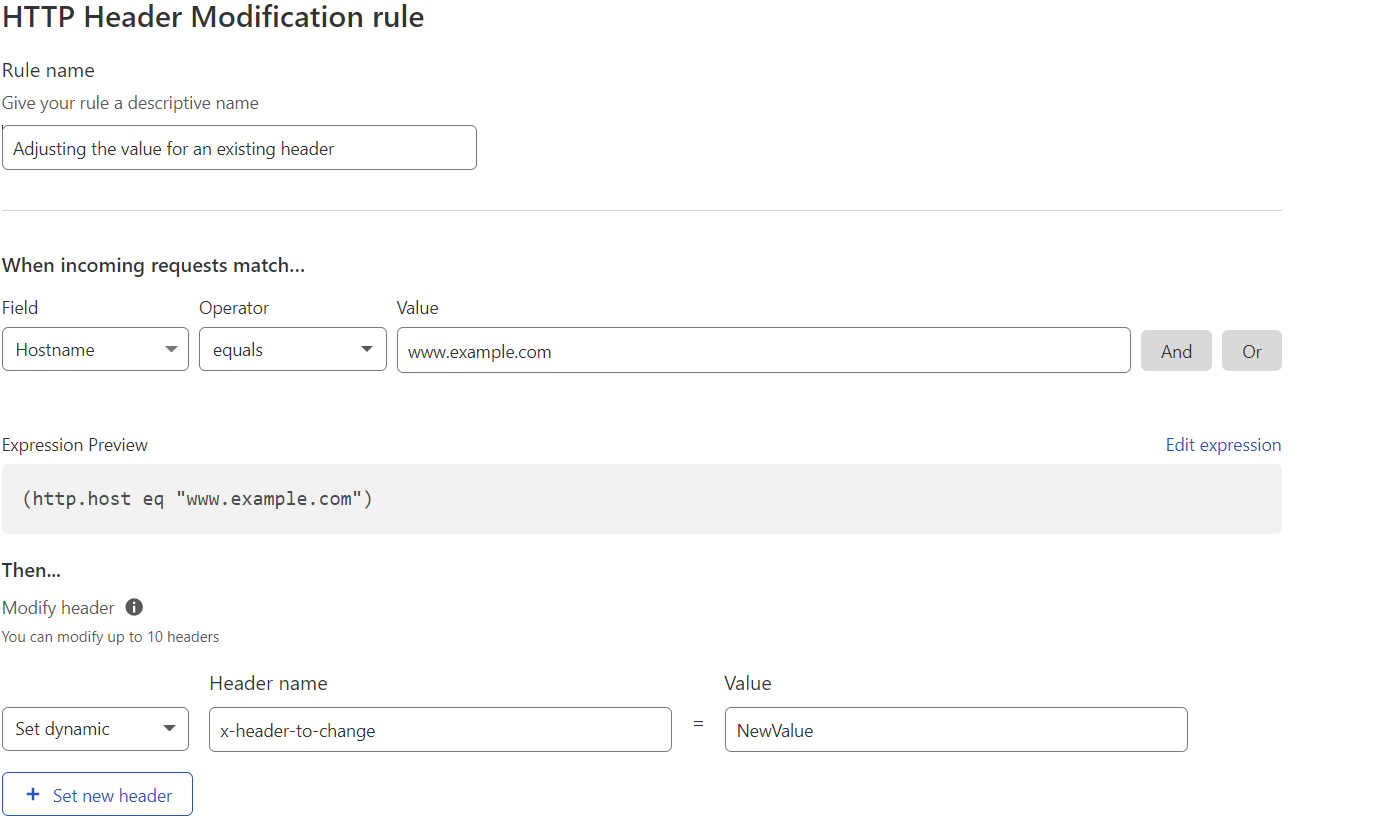 HTTP Header Modification rule
Rule name
Give your rule a descriptive name
Adjusting the value for an existing header
When incoming requests match...
Field Operator Value
Hostname equals www.example.com And Or
Expression Preview Edit expression
(http.host eq "www.example.com")
Then...
Modify header
You can modify up to 10 headers
Header name Value
Set dynamic x-header-to-change = NewValue
+ Set new header